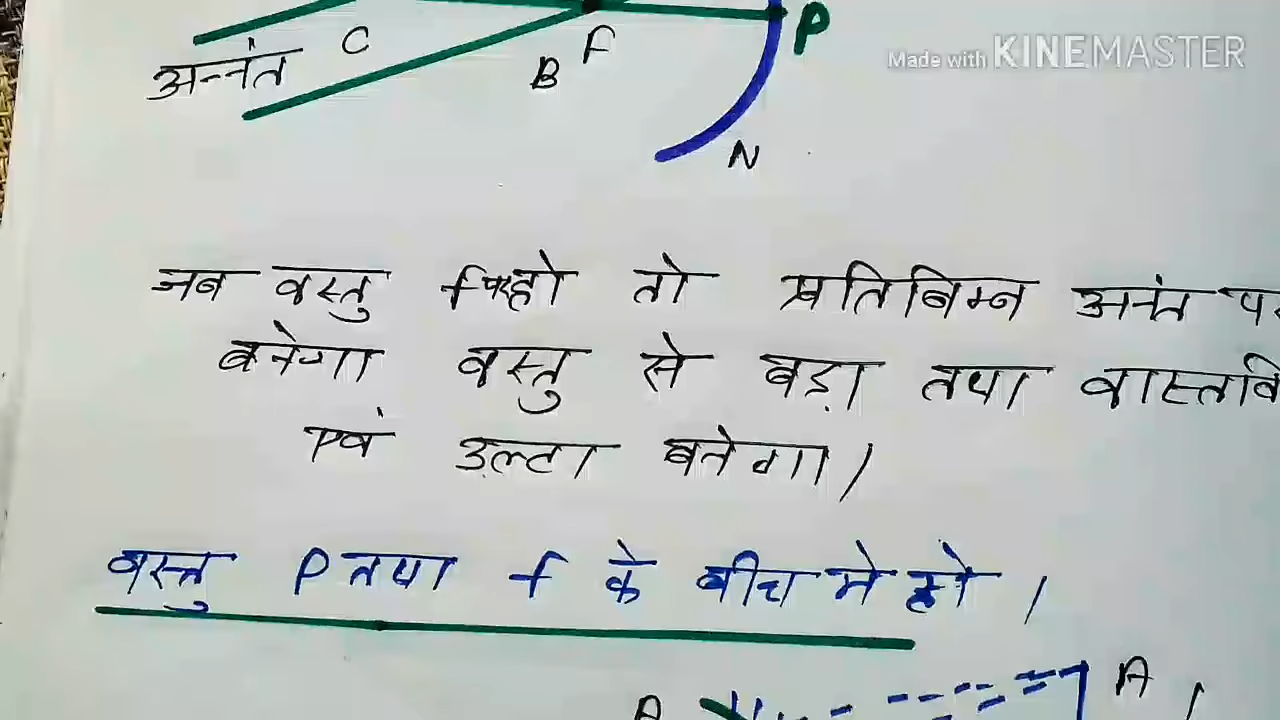 P
C
F
अनंत
B
Made with KINEMASTER
N
जब वस्तु f पर हो तो प्रतिबिम्ब अनंत पर
बनेगा वस्तु से बड़ा तथा वास्तवि
एवं उल्टा बनेगा।
वस्तु P तथा f के बीच मे हो।
A